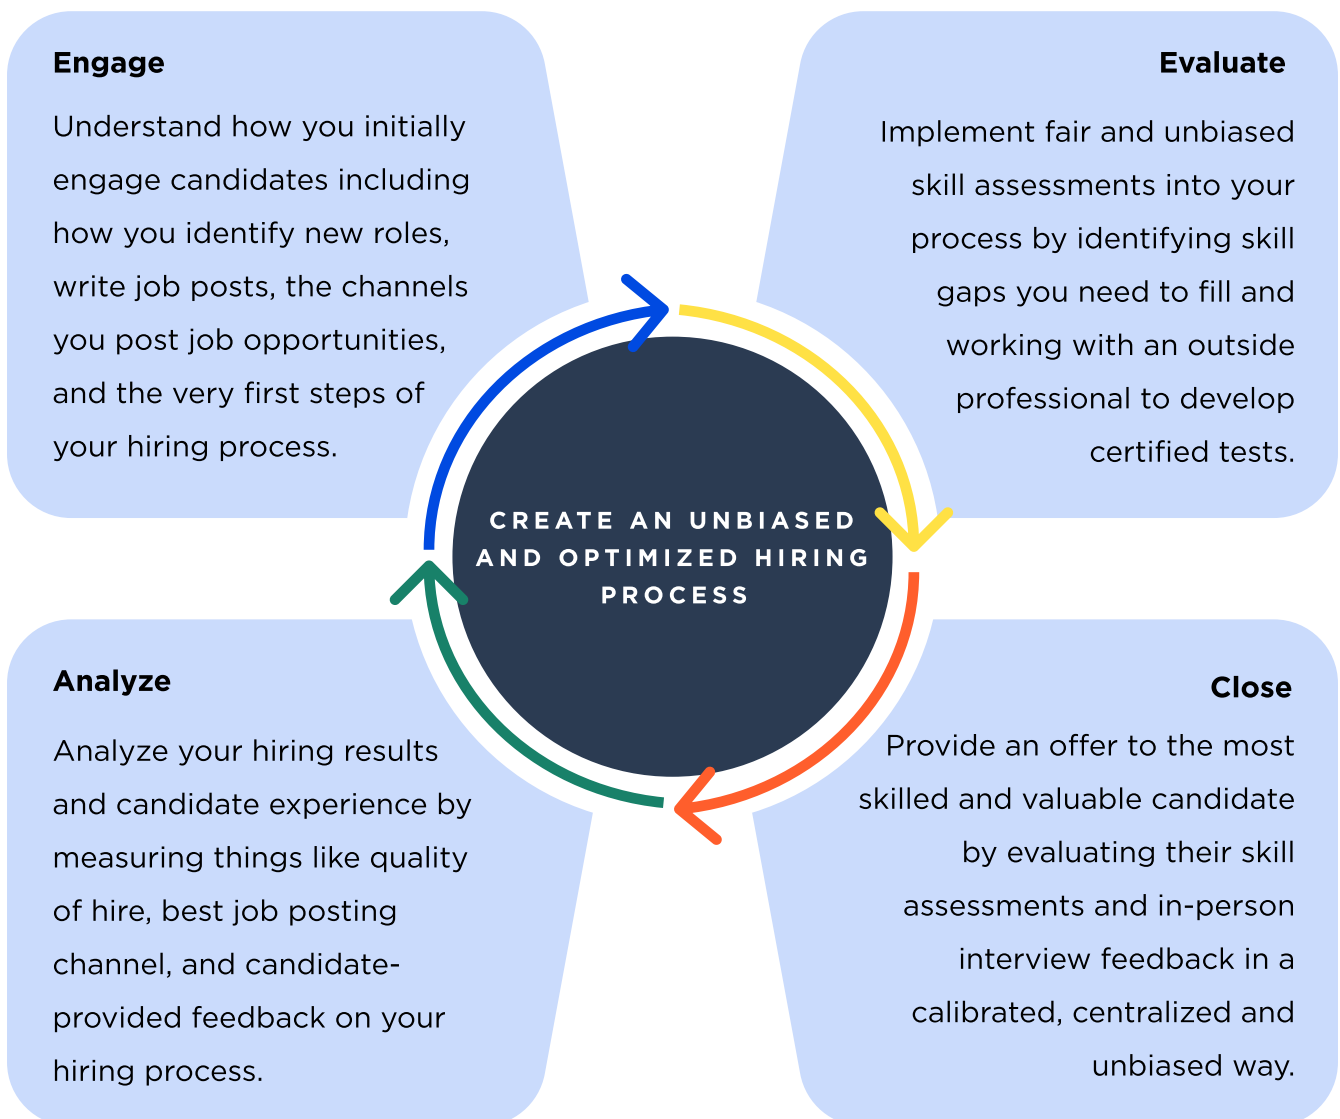 Engage
Understand how you initially
engage candidates including
how you identify new roles,
write job posts, the channels
you post job opportunities,
and the very first steps of
your hiring process.
Evaluate
Implement fair and unbiased
skill assessments into your
process by identifying skill
gaps you need to fill and
working with an outside
professional to develop
certified tests.
CREATE AN UNBIASED
AND OPTIMIZED HIRING
PROCESS
Analyze
Analyze your hiring results
and candidate experience by
measuring things like quality
of hire, best job posting
channel, and candidate-
provided feedback on your
hiring process.
Close
Provide an offer to the most
skilled and valuable candidate
by evaluating their skill
assessments and in-person
interview feedback in a
calibrated, centralized and
unbiased way.